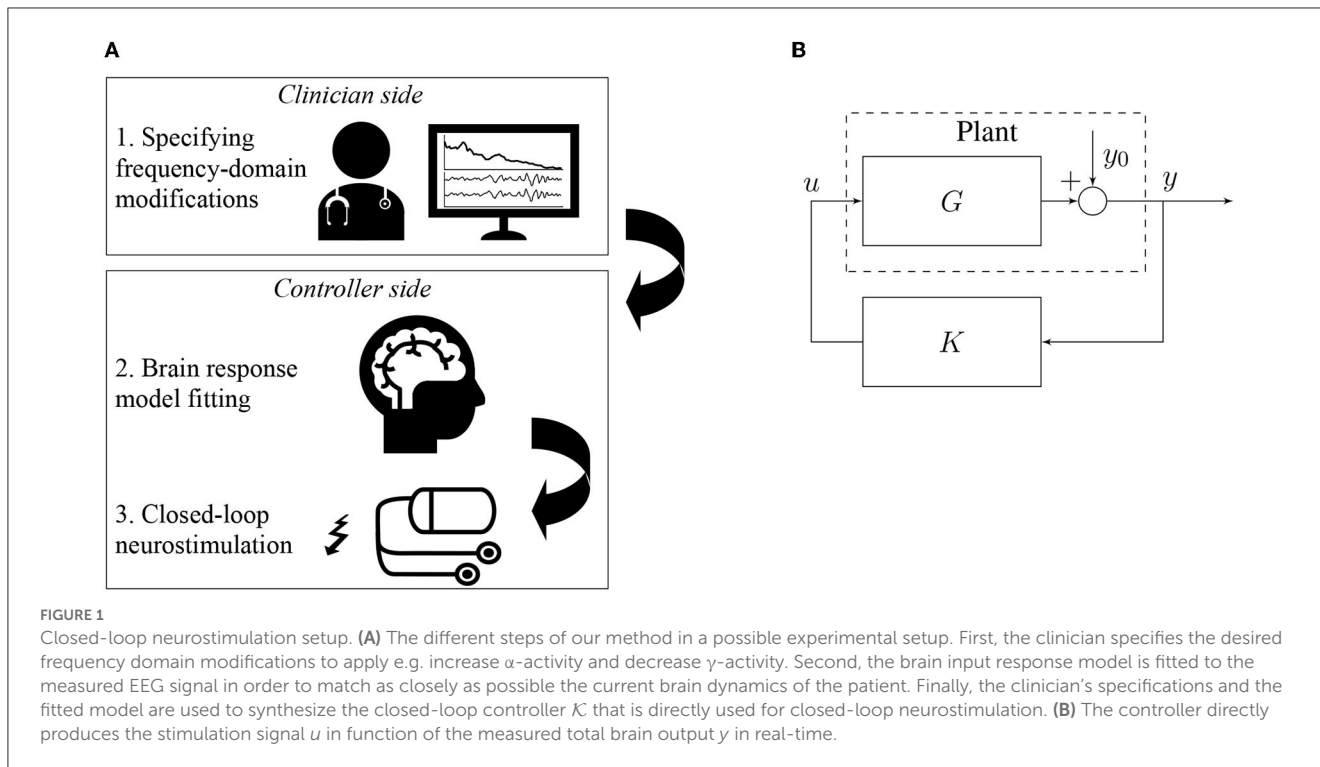 A
Clinician side
1. Specifying
frequency-domain
modifications
Controller side
2. Brain response
model fitting
3. Closed-loop
neurostimulation
B
Plant
u
G
+
y0
y
K
FIGURE 1
Closed-loop neurostimulation setup. (A) The different steps of our method in a possible experimental setup. First, the clinician specifies the desired
frequency domain modifications to apply e.g. increase α-activity and decrease γ-activity. Second, the brain input response model is fitted to the
measured EEG signal in order to match as closely as possible the current brain dynamics of the patient. Finally, the clinician's specifications and the
fitted model are used to synthesize the closed-loop controller 𝒦 that is directly used for closed-loop neurostimulation. (B) The controller directly
produces the stimulation signal u in function of the measured total brain output y in real-time.